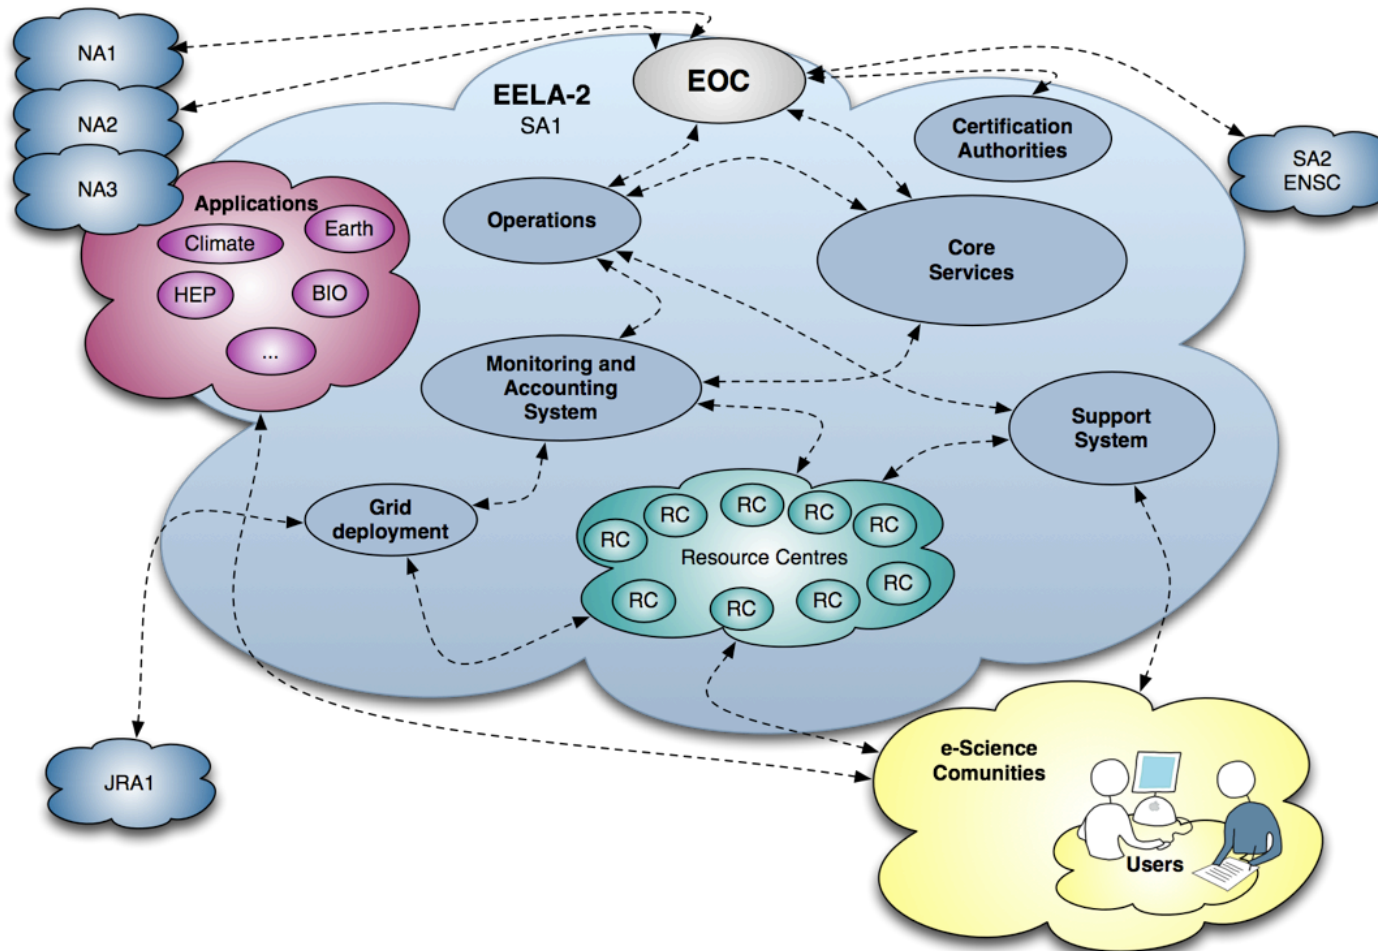 NA1
NA2
NA3
EOC
EELA-2
SA1
Certification
Authorities
SA2
ENSC
Applications
Climate
Earth
HEP
BIO
...
Operations
Core
Services
Monitoring and
Accounting
System
Support
System
Grid
deployment
RC
RC
RC
RC
RC
RC
Resource Centres
RC
RC
RC
RC
JRA1
e-Science
Comunities
Users